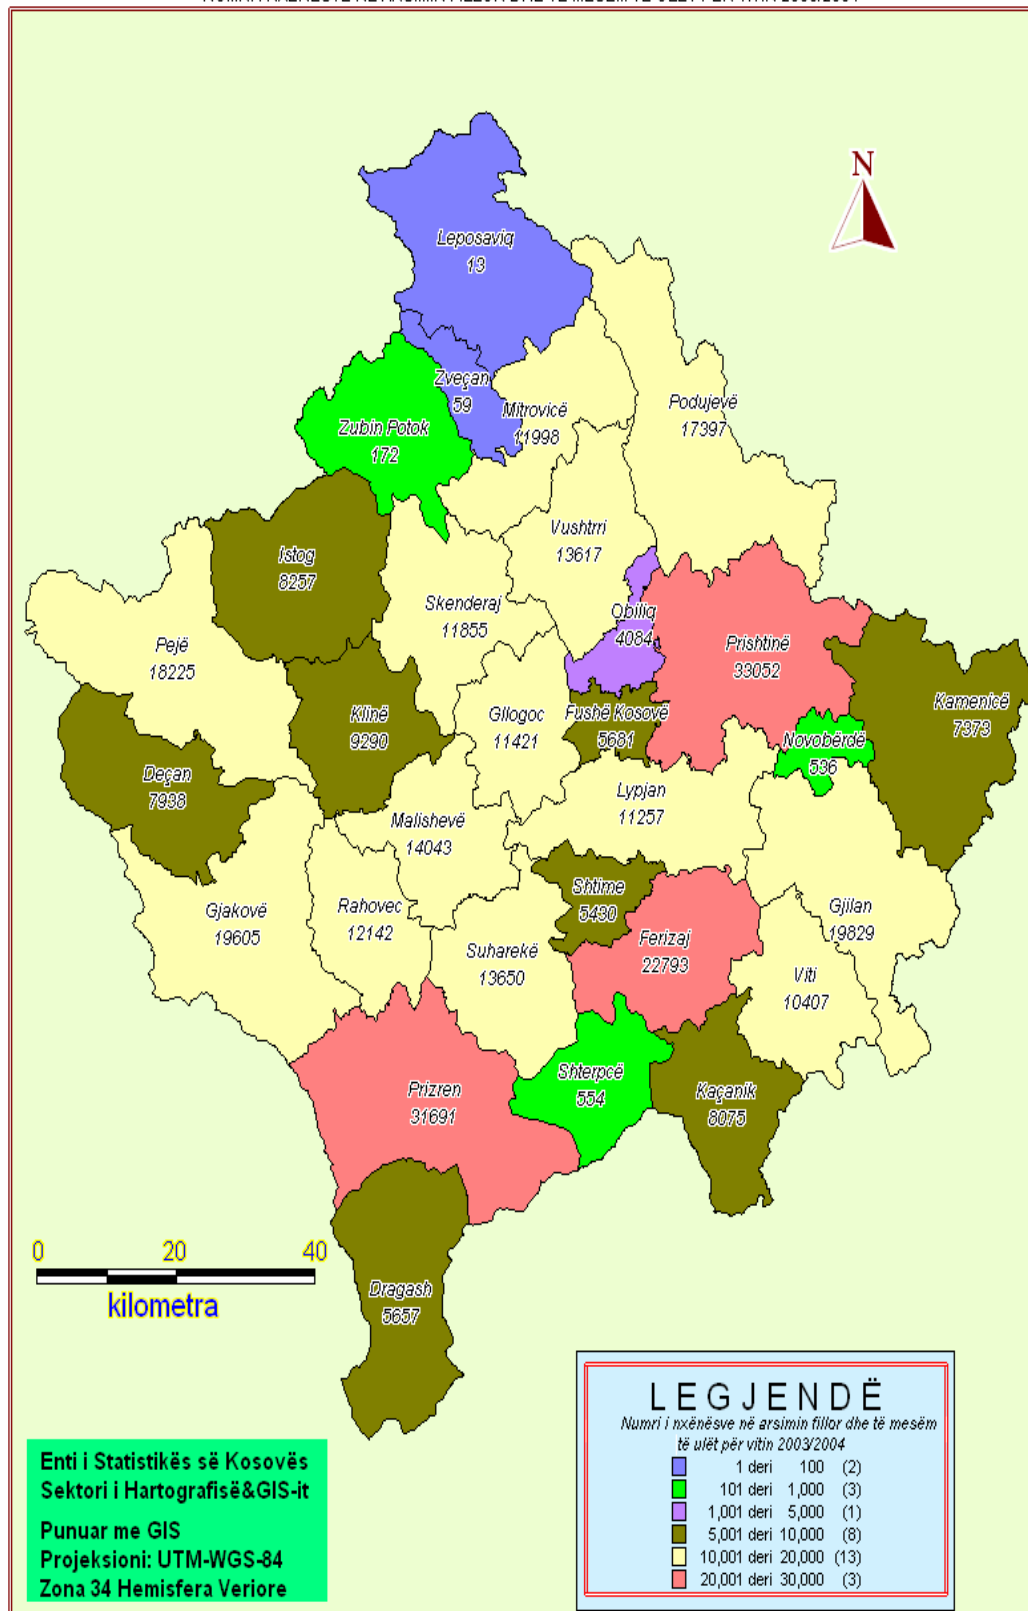 N
Leposaviq
13
Zveçan
59
Mitrovicë
11998
Podujevë
17397
Zubin Potok
172
Vushtrri
13617
Istog
8257
Skenderaj
11855
Obiliq
4084
Pejë
18225
Prishtinë
33052
Kamenicë
7373
Klinë
9290
Gllogoc
11421
Fushë Kosovë
5681
Novobërdë
536
Deçan
7938
Lypjan
11257
Malishevë
14043
Shtime
5430
Gjakovë
19605
Rahovec
12142
Gjilan
19829
Suharekë
13650
Ferizaj
22793
Viti
10407
Prizren
31691
Shterpcë
554
Kaçanik
8075
0 20 40
kilometra
Dragash
5657
LEGJENDË
Numri i nxënësve në arsimin fillor dhe të mesëm
të ulët për vitin 2003/2004
1 deri 100 (2)
101 deri 1,000 (3)
1,001 deri 5,000 (1)
5,001 deri 10,000 (8)
10,001 deri 20,000 (13)
20,001 deri 30,000 (3)
Enti i Statistikës së Kosovës
Sektori i Hartografisë&GIS-it
Punuar me GIS
Projeksioni: UTM-WGS-84
Zona 34 Hemisfera Veriore